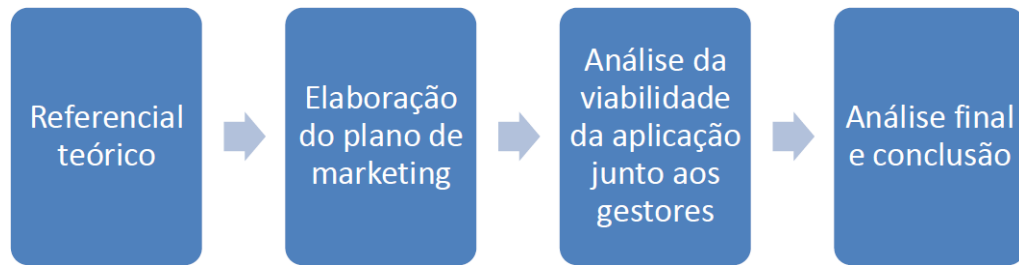 Referencial
teórico
Elaboração
do plano de
marketing
Análise da
viabilidade
da aplicação
junto aos
gestores
Análise final
e conclusão